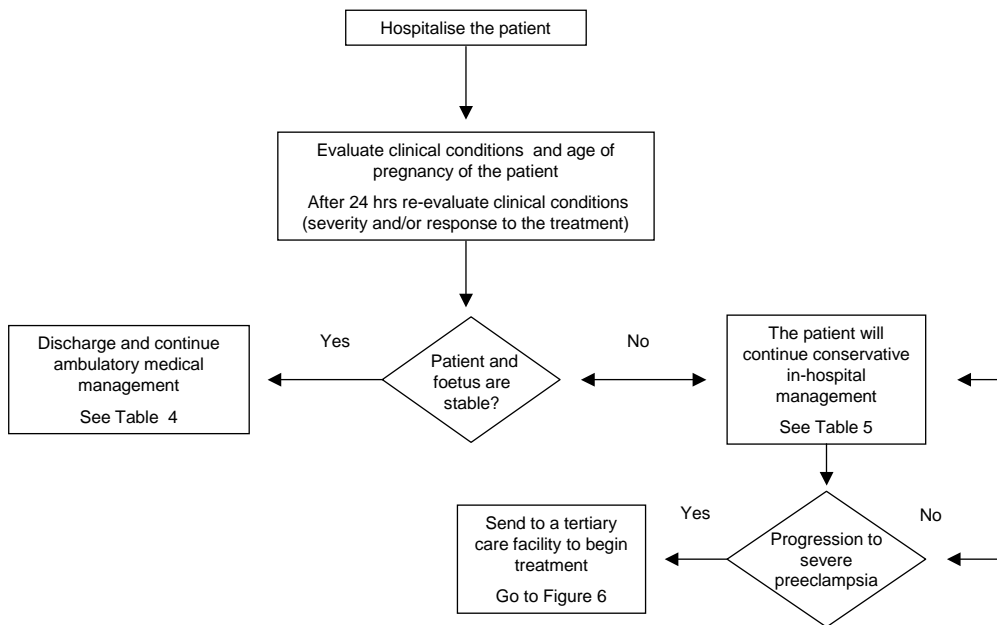 Hospitalise the patient
Evaluate clinical conditions and age of
pregnancy of the patient
After 24 hrs re-evaluate clinical conditions
(severity and/or response to the treatment)
Yes
No
Discharge and continue
ambulatory medical
management
See Table 4
Patient and
foetus are
stable?
The patient will
continue conservative
in-hospital
management
See Table 5
Yes
No
Send to a tertiary
care facility to begin
treatment
Go to Figure 6
Progression to
severe
preeclampsia